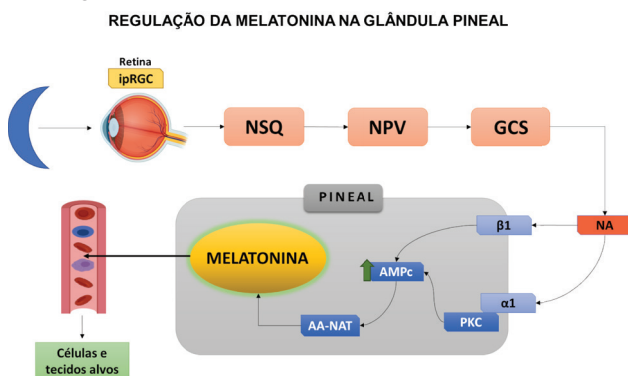 REGULAÇÃO DA MELATONINA NA GLÂNDULA PINEAL
Retina
ipRGC
NSQ
NPV
GCS
PINEAL
β1
NA
MELATONINA
AMPc
α1
AA-NAT
PKC
Células e
tecidos alvos